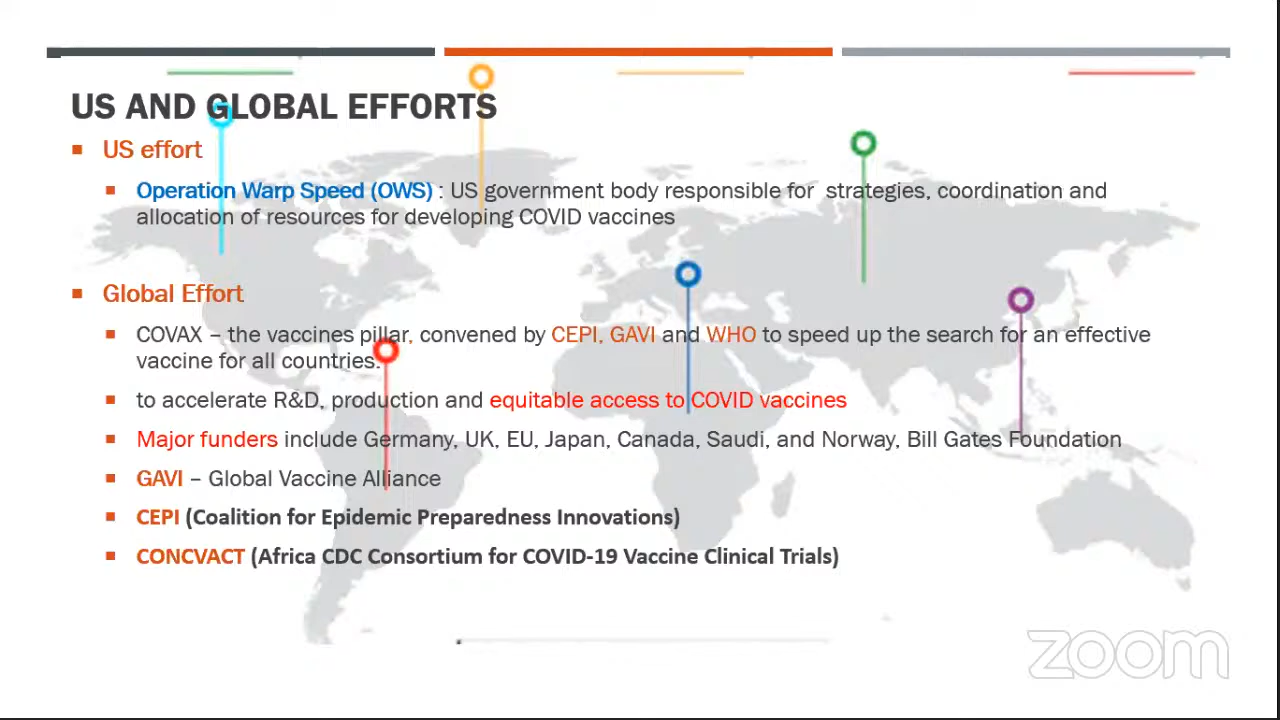 US AND GLOBAL EFFORTS
US effort
Operation Warp Speed (OWS) : US government body responsible for strategies, coordination and
allocation of resources for developing COVID vaccines
Global Effort
COVAX – the vaccines pillar, convened by CEPI, GAVI and WHO to speed up the search for an effective
vaccine for all countries.
to accelerate R&D, production and equitable access to COVID vaccines
Major funders include Germany, UK, EU, Japan, Canada, Saudi, and Norway, Bill Gates Foundation
GAVI – Global Vaccine Alliance
CEPI (Coalition for Epidemic Preparedness Innovations)
CONCVACT (Africa CDC Consortium for COVID-19 Vaccine Clinical Trials)
zoom